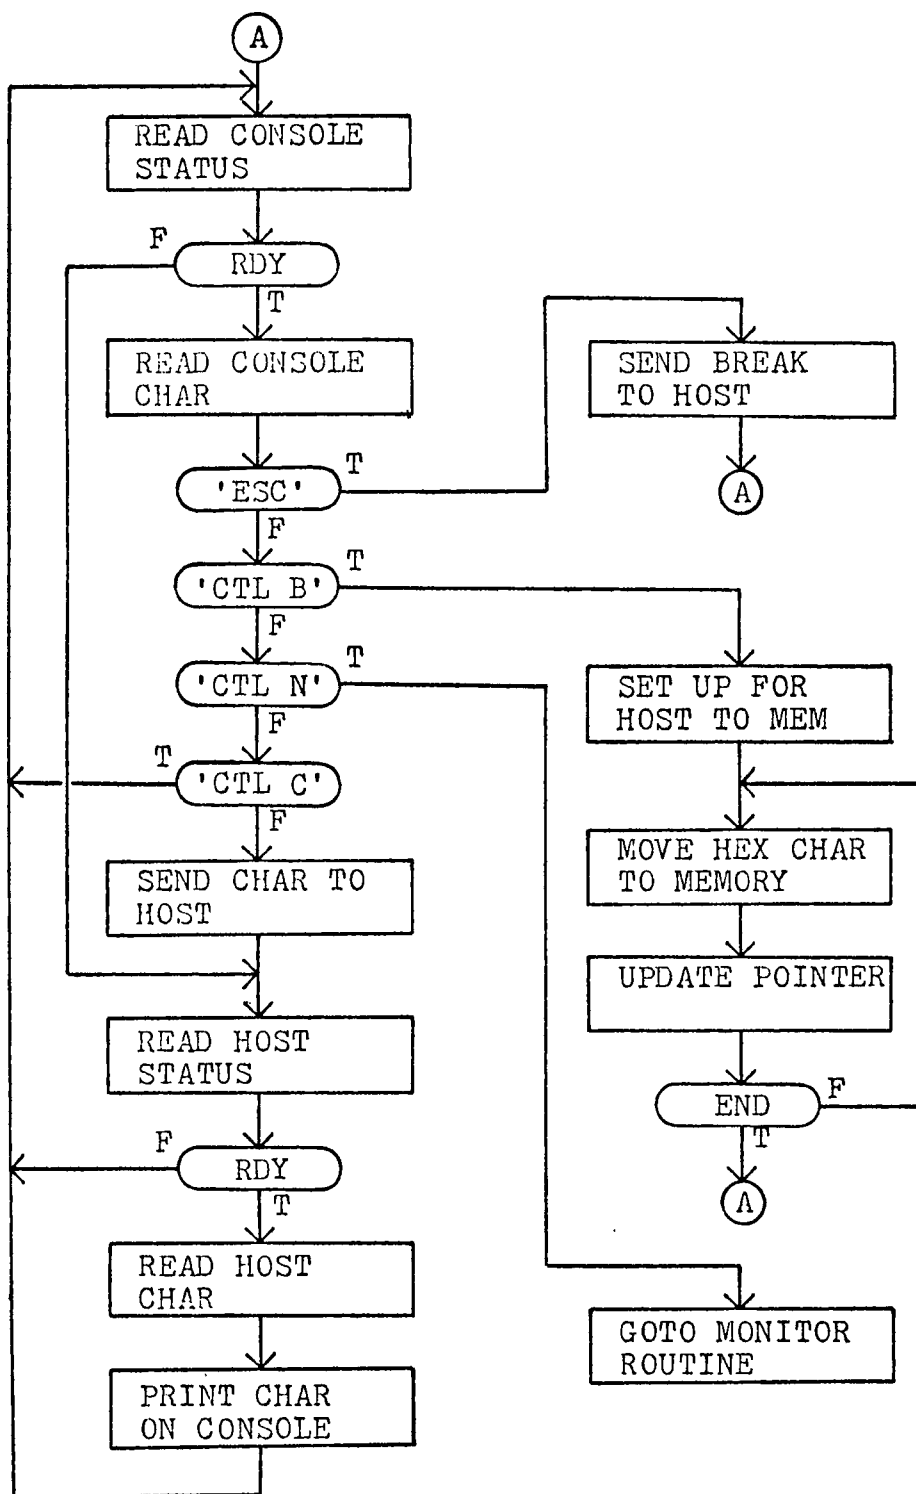 A
READ CONSOLE
STATUS
F
RDY
T
READ CONSOLE
CHAR
T
'ESC'
F
T
'CTL B'
F
T
'CTL N'
F
T
'CTL C'
F
SEND CHAR TO
HOST
READ HOST
STATUS
F
RDY
T
READ HOST
CHAR
PRINT CHAR
ON CONSOLE
SEND BREAK
TO HOST
A
SET UP FOR
HOST TO MEM
MOVE HEX CHAR
TO MEMORY
UPDATE POINTER
END
F
T
A
GOTO MONITOR
ROUTINE